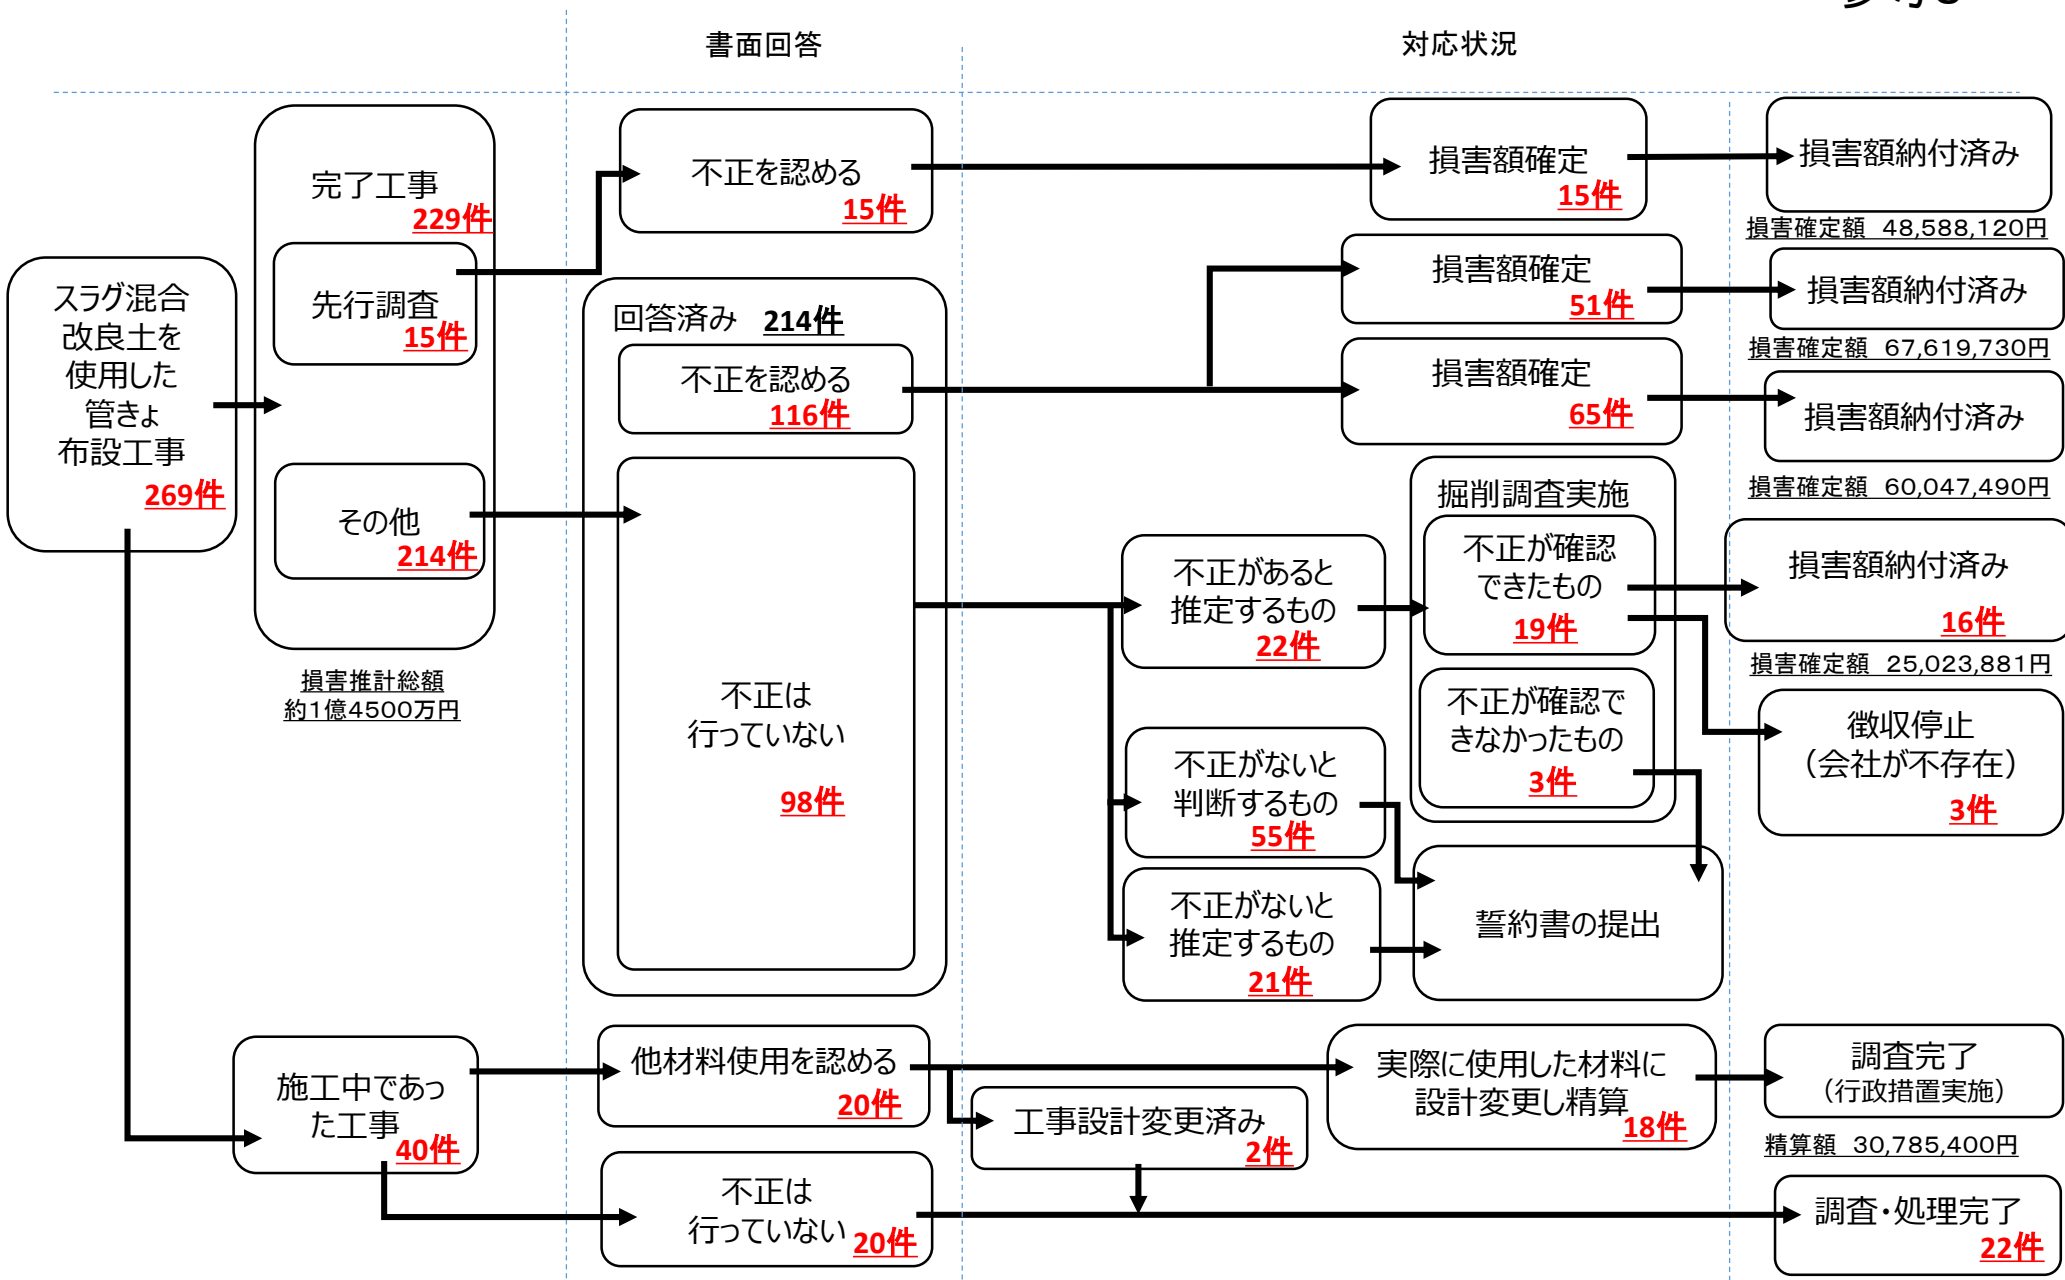 書面回答
対応状況
スラグ混合
改良土を
使用した
管きょ
布設工事
269件
完了工事
229件
先行調査
15件
その他
214件
損害推計総額
約1億4500万円
不正を認める
15件
回答済み 214件
不正を認める
116件
不正は
行っていない
98件
損害額確定
15件
損害額納付済み
損害確定額 48,588,120円
損害額確定
51件
損害額納付済み
損害確定額 67,619,730円
損害額確定
65件
損害額納付済み
損害確定額 60,047,490円
不正があると
推定するもの
22件
掘削調査実施
不正が確認
できたもの
19件
不正が確認で
きなかったもの
3件
損害額納付済み
16件
損害確定額 25,023,881円
徴収停止
（会社が不存在）
3件
不正がないと
判断するもの
55件
不正がないと
推定するもの
21件
誓約書の提出
施工中であっ
た工事
40件
他材料使用を認める
20件
工事設計変更済み
2件
実際に使用した材料に
設計変更し精算
18件
調査完了
（行政措置実施）
精算額 30,785,400円
不正は
行っていない
20件
調査・処理完了
22件